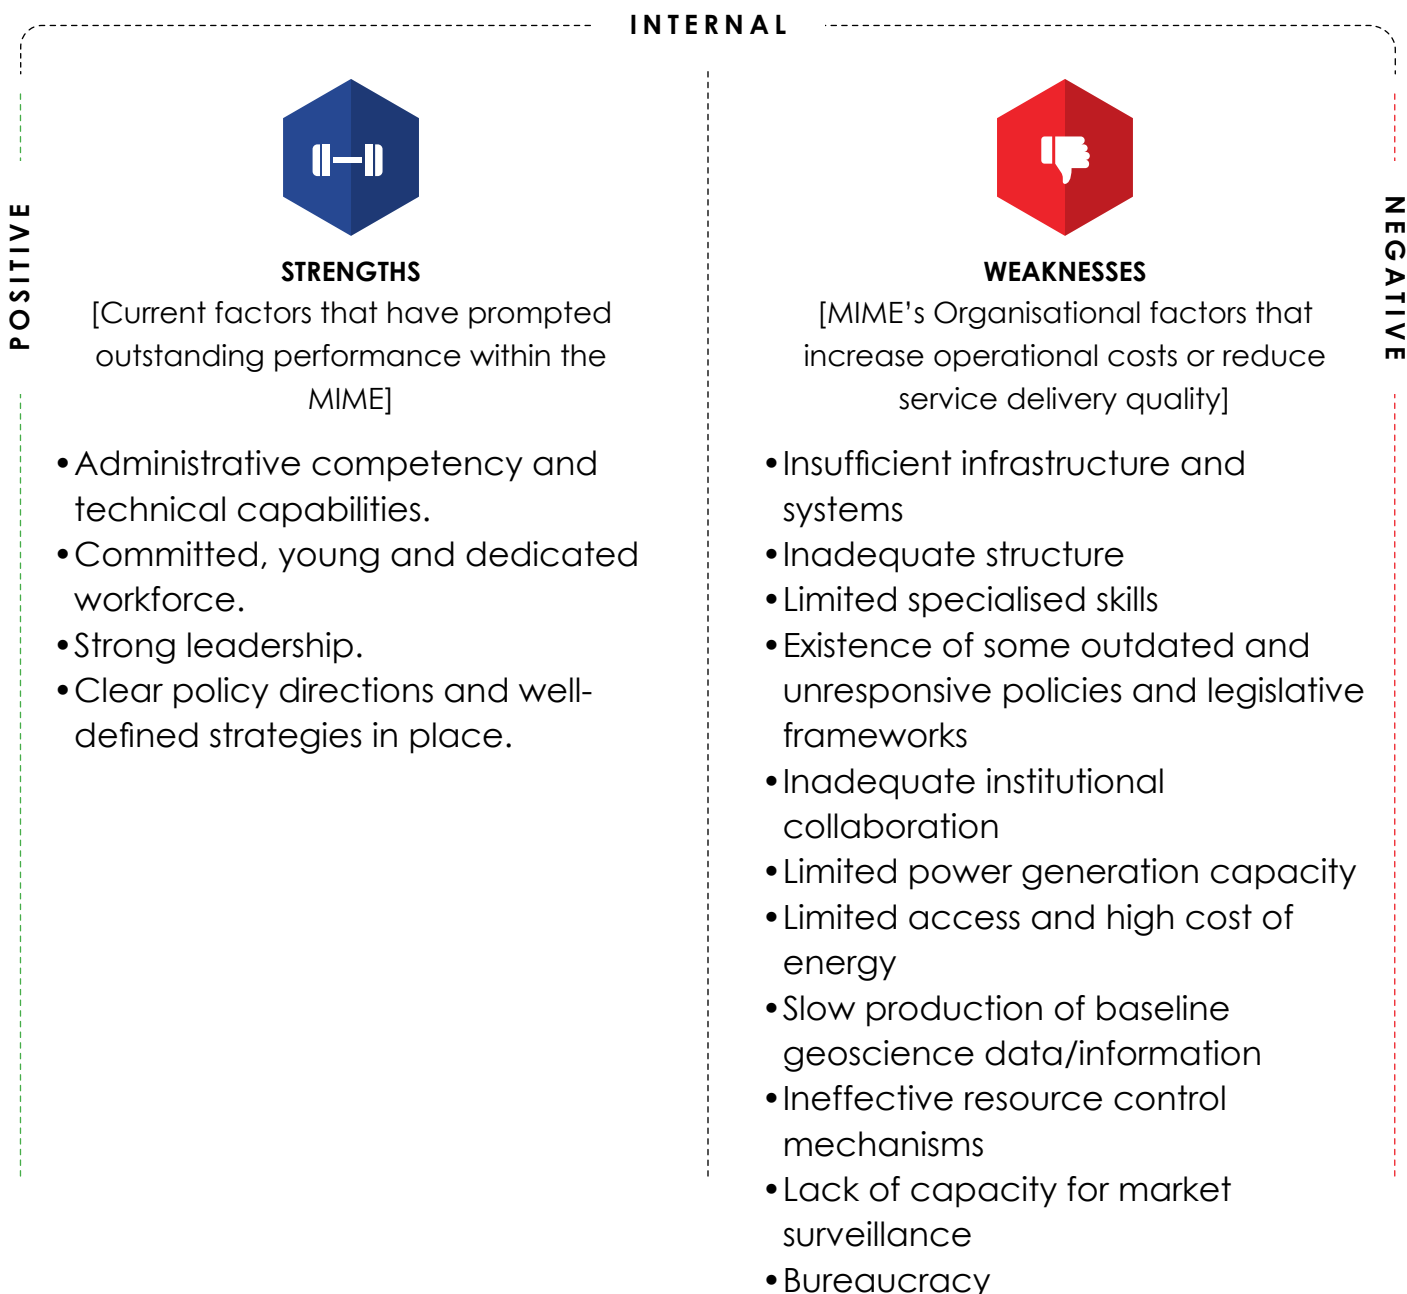 INTERNAL
POSITIVE
STRENGTHS
[Current factors that have prompted
outstanding performance within the
MIME]
•Administrative competency and
technical capabilities.
•Committed, young and dedicated
workforce.
•Strong leadership.
•Clear policy directions and well-
defined strategies in place.
WEAKNESSES
[MIME’s Organisational factors that
increase operational costs or reduce
service delivery quality]
•Insufficient infrastructure and
systems
•Inadequate structure
•Limited specialised skills
•Existence of some outdated and
unresponsive policies and legislative
frameworks
•Inadequate institutional
collaboration
•Limited power generation capacity
•Limited access and high cost of
energy
•Slow production of baseline
geoscience data/information
•Ineffective resource control
mechanisms
•Lack of capacity for market
surveillance
•Bureaucracy
NEGATIVE